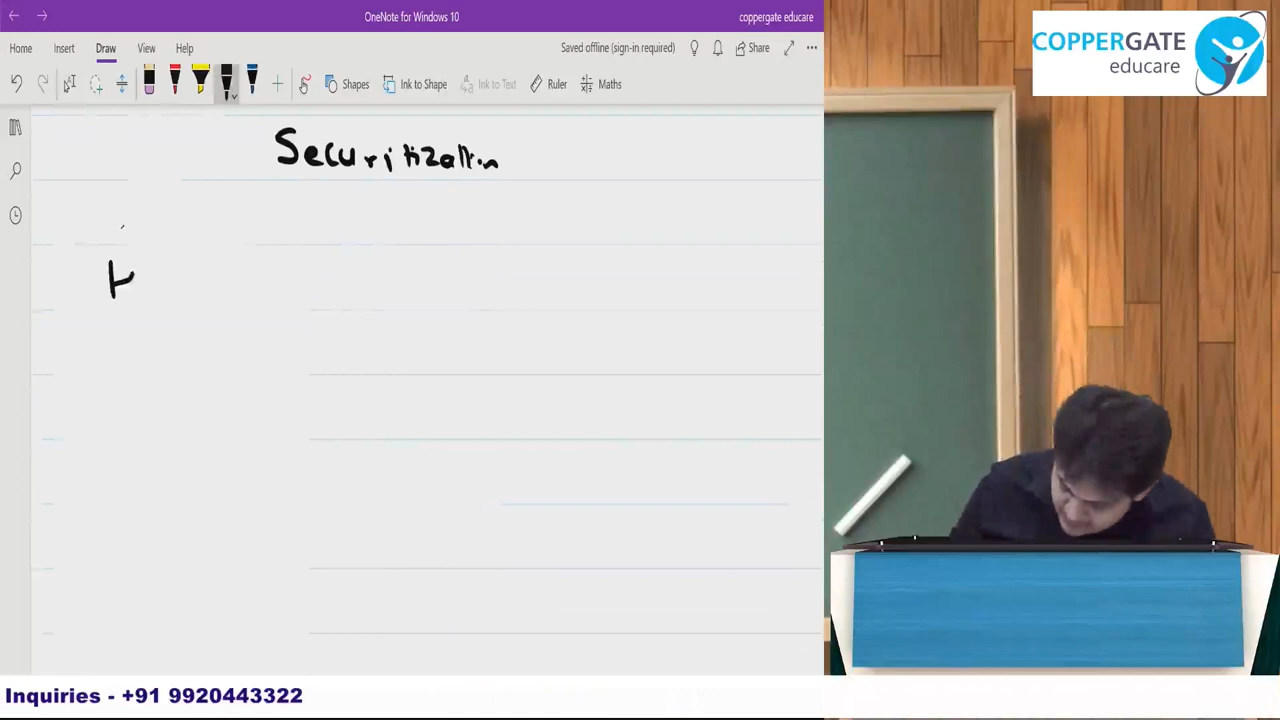 OneNote for Windows 10
coppergate educare
Home Insert Draw View Help
Saved offline (sign-in required) Share
Shapes Ink to Shape Ink to Text Ruler Maths
COPPERGATE
educare
Securitization
Inquiries - +91 9920443322